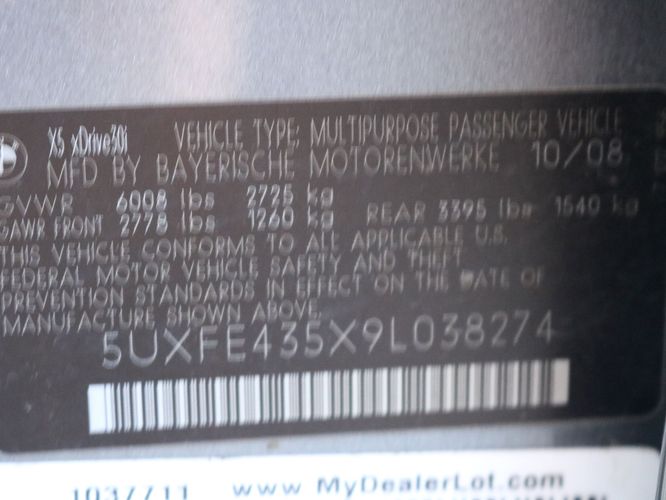 X5 xDrive30i VEHICLE TYPE: MULTIPURPOSE PASSENGER VEHICLE
MFD BY BAYERISCHE MOTORENWERKE 10/08
GVWR 6008 lbs 2725 kg
GAWR FRONT 2778 lbs 1260 kg REAR 3395 lbs 1540 kg
THIS VEHICLE CONFORMS TO ALL APPLICABLE U.S.
FEDERAL MOTOR VEHICLE SAFETY AND THEFT
PREVENTION STANDARDS IN EFFECT ON THE DATE OF
MANUFACTURE SHOWN ABOVE.
5UXFE435X9L038274
1037711 www.MyDealerLot.com